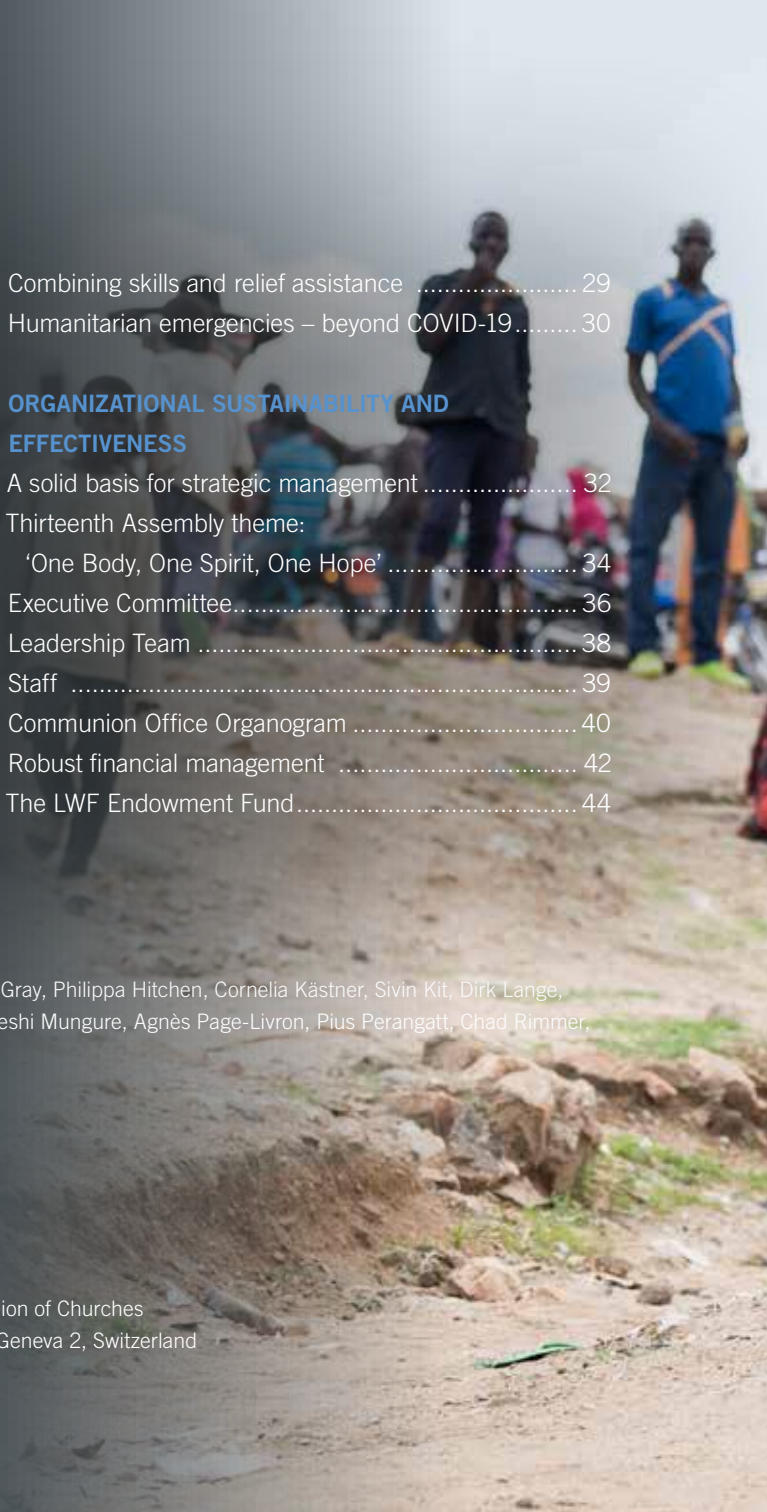 Combining skills and relief assistance ...................... 29
Humanitarian emergencies – beyond COVID-19......... 30
ORGANIZATIONAL SUSTAINABILITY AND
EFFECTIVENESS
A solid basis for strategic management ...................... 32
Thirteenth Assembly theme:
‘One Body, One Spirit, One Hope’ ........................... 34
Executive Committee................................................. 36
Leadership Team ...................................................... 38
Staff ........................................................................ 39
Communion Office Organogram ................................ 40
Robust financial management .................................. 42
The LWF Endowment Fund........................................ 44
Gray, Philippa Hitchen, Cornelia Kästner, Sivin Kit, Dirk Lange,
eshi Mungure, Agnès Page-Livron, Pius Perangatt, Chad Rimmer,
ion of Churches
Geneva 2, Switzerland